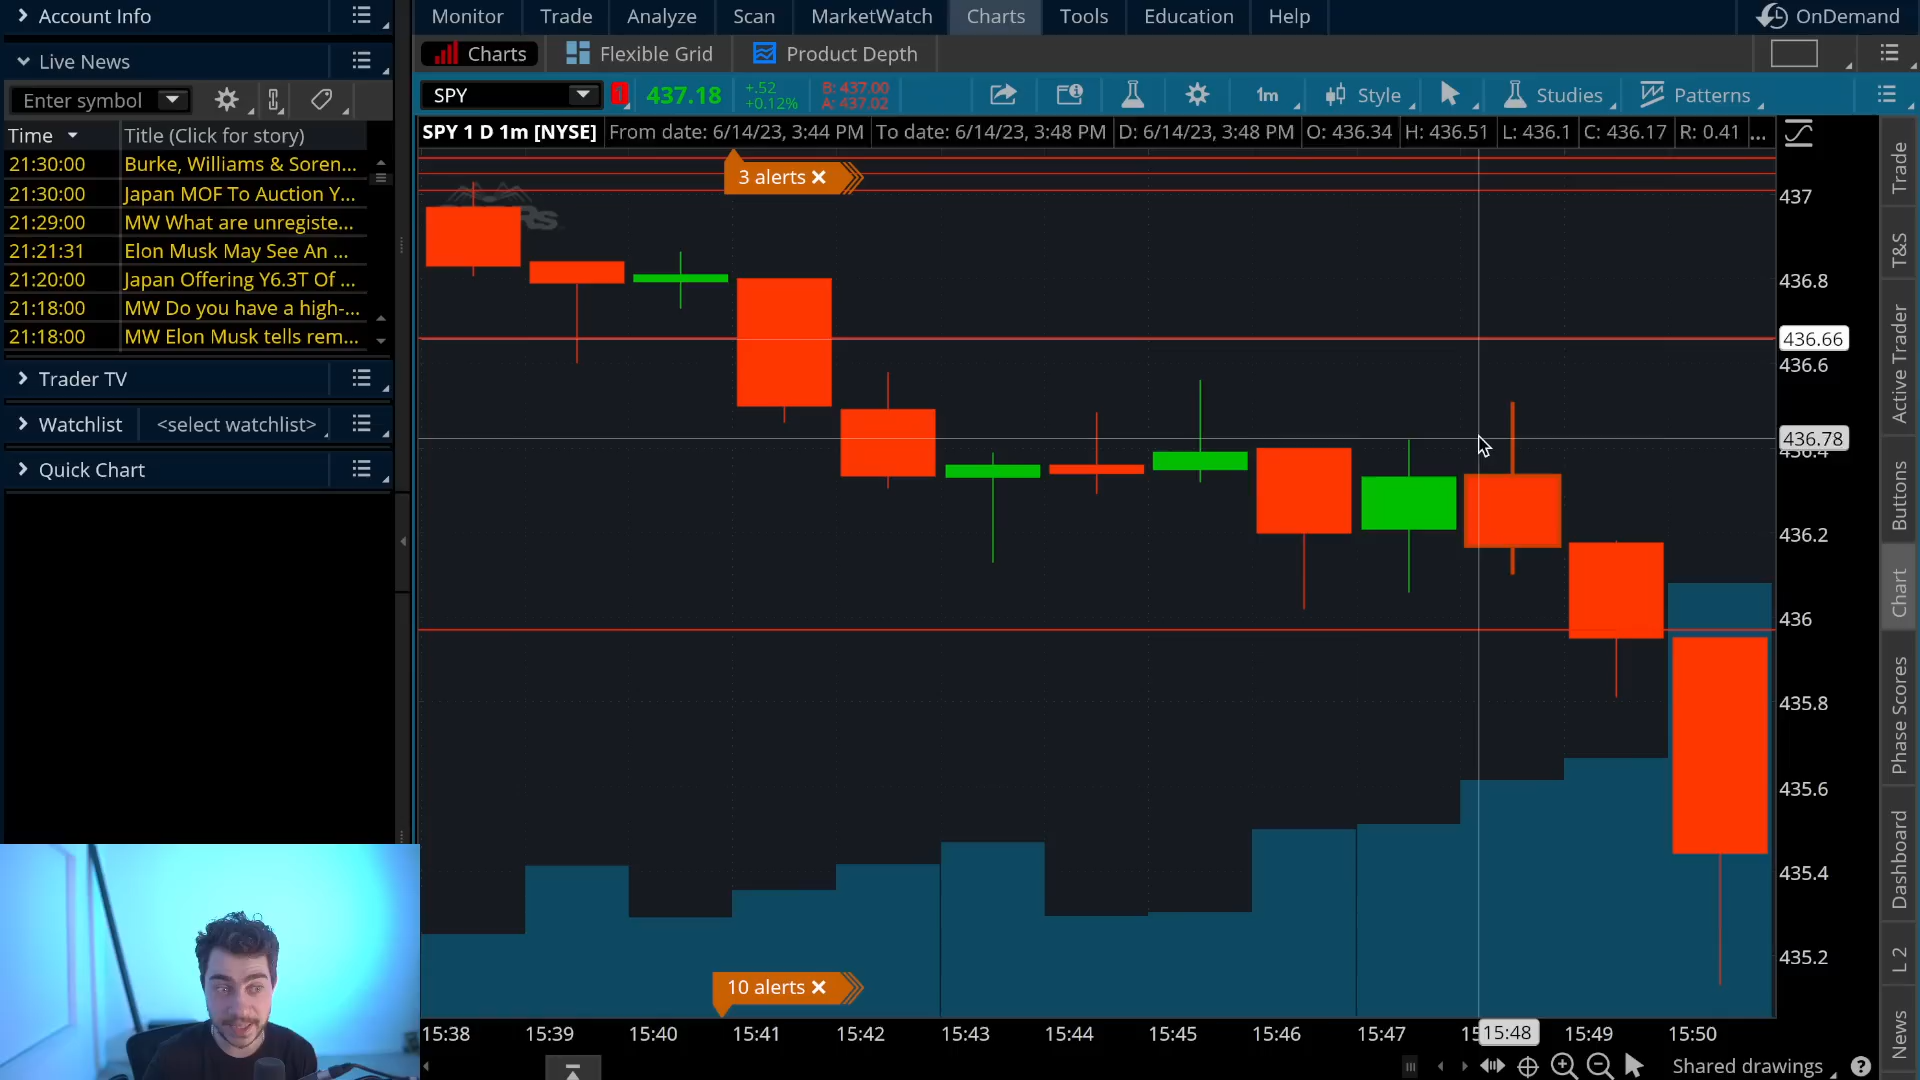 Account Info
Monitor Trade Analyze Scan MarketWatch Charts Tools Education Help OnDemand
Live News
Charts Flexible Grid Product Depth
Enter symbol
SPY 437.18 +.52 +0.12% B: 437.00 A: 437.02 1m Style Studies Patterns
Time Title (Click for story)
SPY 1 D 1m [NYSE] From date: 6/14/23, 3:44 PM To date: 6/14/23, 3:48 PM D: 6/14/23, 3:48 PM O: 436.34 H: 436.51 L: 436.1 C: 436.17 R: 0.41 ...
21:30:00 Burke, Williams & Soren...
21:30:00 Japan MOF To Auction Y...
21:29:00 MW What are unregiste...
21:21:31 Elon Musk May See An ...
21:20:00 Japan Offering Y6.3T Of ...
21:18:00 MW Do you have a high-...
21:18:00 MW Elon Musk tells rem...
Trader TV
Watchlist <select watchlist>
Quick Chart
3 alerts
10 alerts
437
436.8
436.66
436.6
436.78
436.4
436.2
436
435.8
435.6
435.4
435.2
15:38 15:39 15:40 15:41 15:42 15:43 15:44 15:45 15:46 15:47 15:48 15:49 15:50
Shared drawings
Trade
T&S
Active Trader
Buttons
Chart
Phase Scores
Dashboard
L 2
News